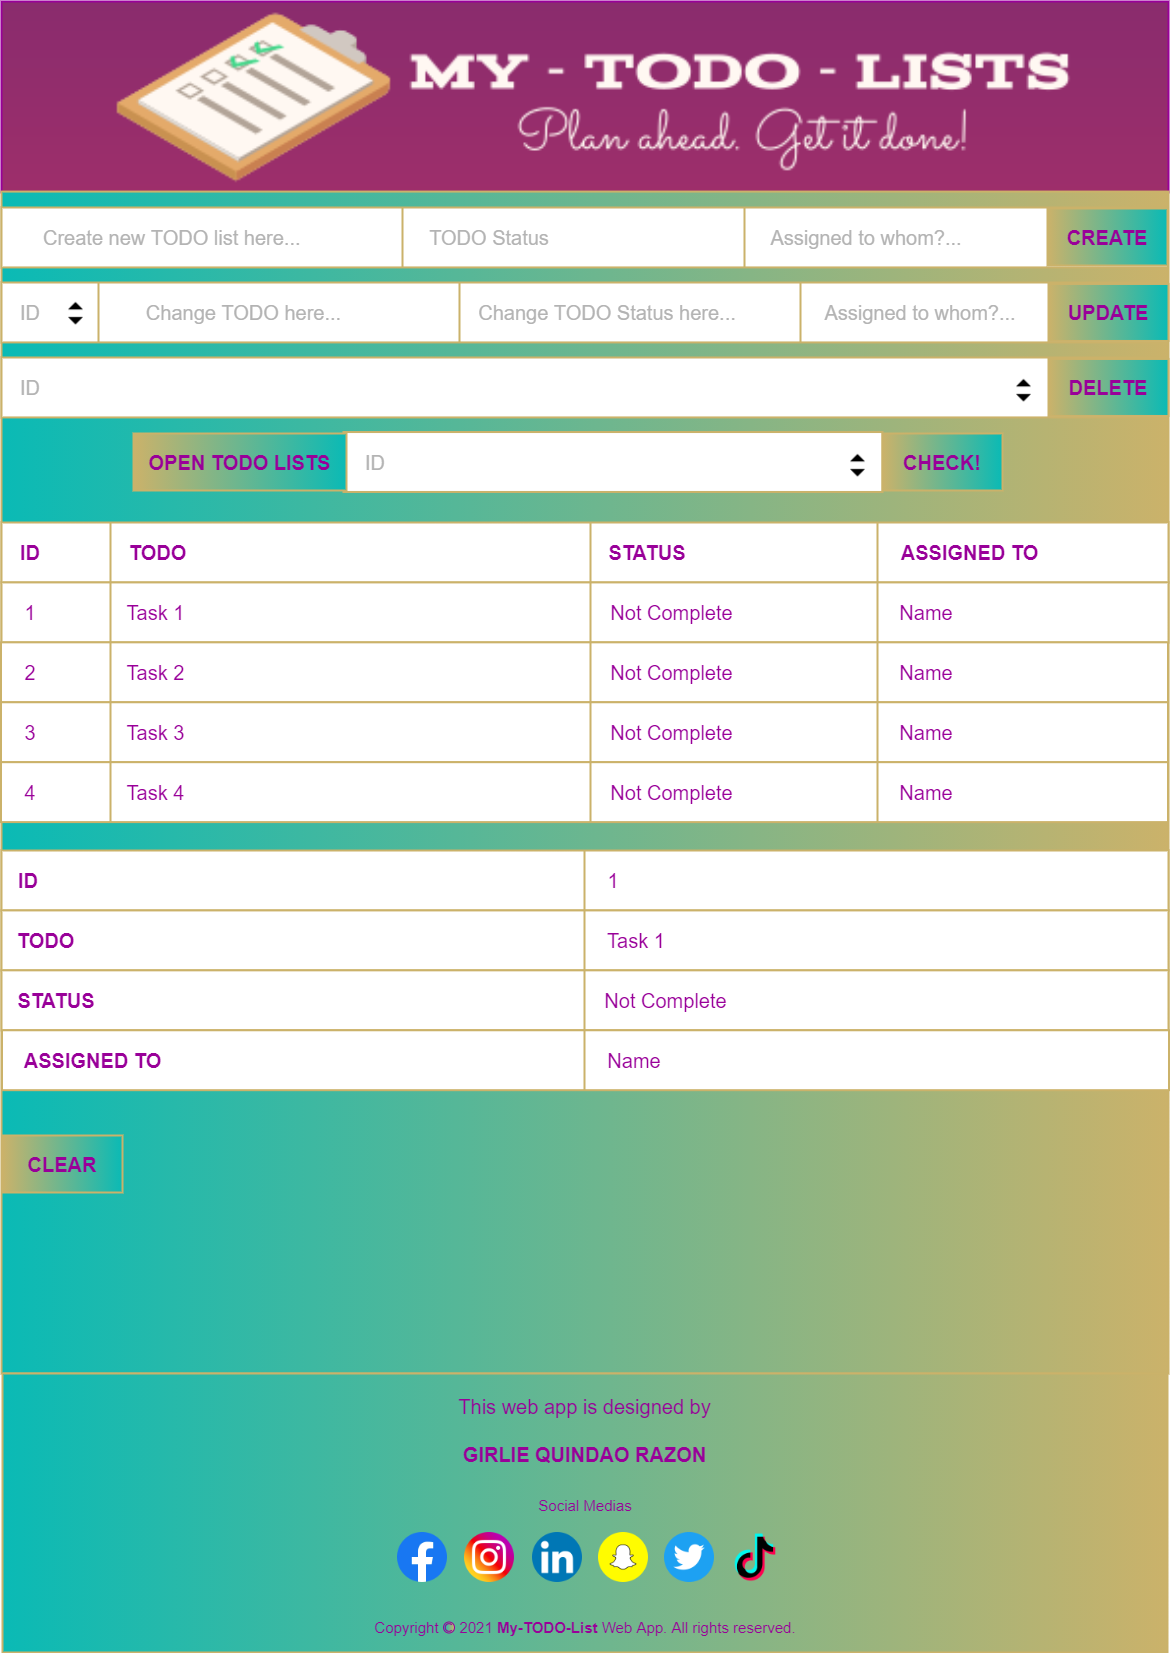 MY - TODO - LISTS
Plan ahead. Get it done!
Create new TODO list here... TODO Status Assigned to whom?... CREATE
ID Change TODO here... Change TODO Status here... Assigned to whom?... UPDATE
ID DELETE
OPEN TODO LISTS ID CHECK!
ID TODO STATUS ASSIGNED TO
1 Task 1 Not Complete Name
2 Task 2 Not Complete Name
3 Task 3 Not Complete Name
4 Task 4 Not Complete Name
ID 1
TODO Task 1
STATUS Not Complete
ASSIGNED TO Name
CLEAR
This web app is designed by
GIRLIE QUINDAO RAZON
Social Medias
Copyright © 2021 My-TODO-List Web App. All rights reserved.